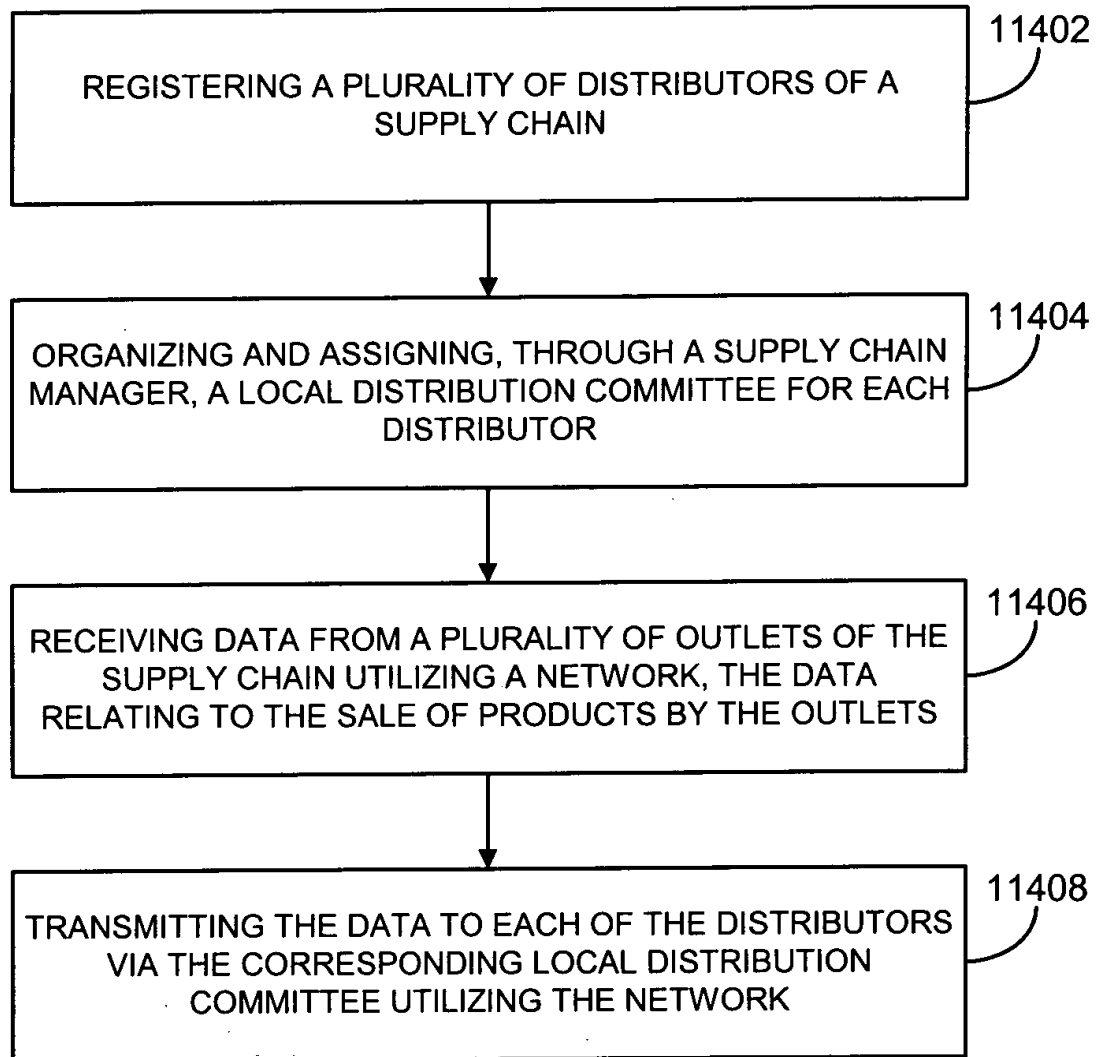 11402
REGISTERING A PLURALITY OF DISTRIBUTORS OF A
SUPPLY CHAIN
11404
ORGANIZING AND ASSIGNING, THROUGH A SUPPLY CHAIN
MANAGER, A LOCAL DISTRIBUTION COMMITTEE FOR EACH
DISTRIBUTOR
11406
RECEIVING DATA FROM A PLURALITY OF OUTLETS OF THE
SUPPLY CHAIN UTILIZING A NETWORK, THE DATA
RELATING TO THE SALE OF PRODUCTS BY THE OUTLETS
11408
TRANSMITTING THE DATA TO EACH OF THE DISTRIBUTORS
VIA THE CORRESPONDING LOCAL DISTRIBUTION
COMMITTEE UTILIZING THE NETWORK